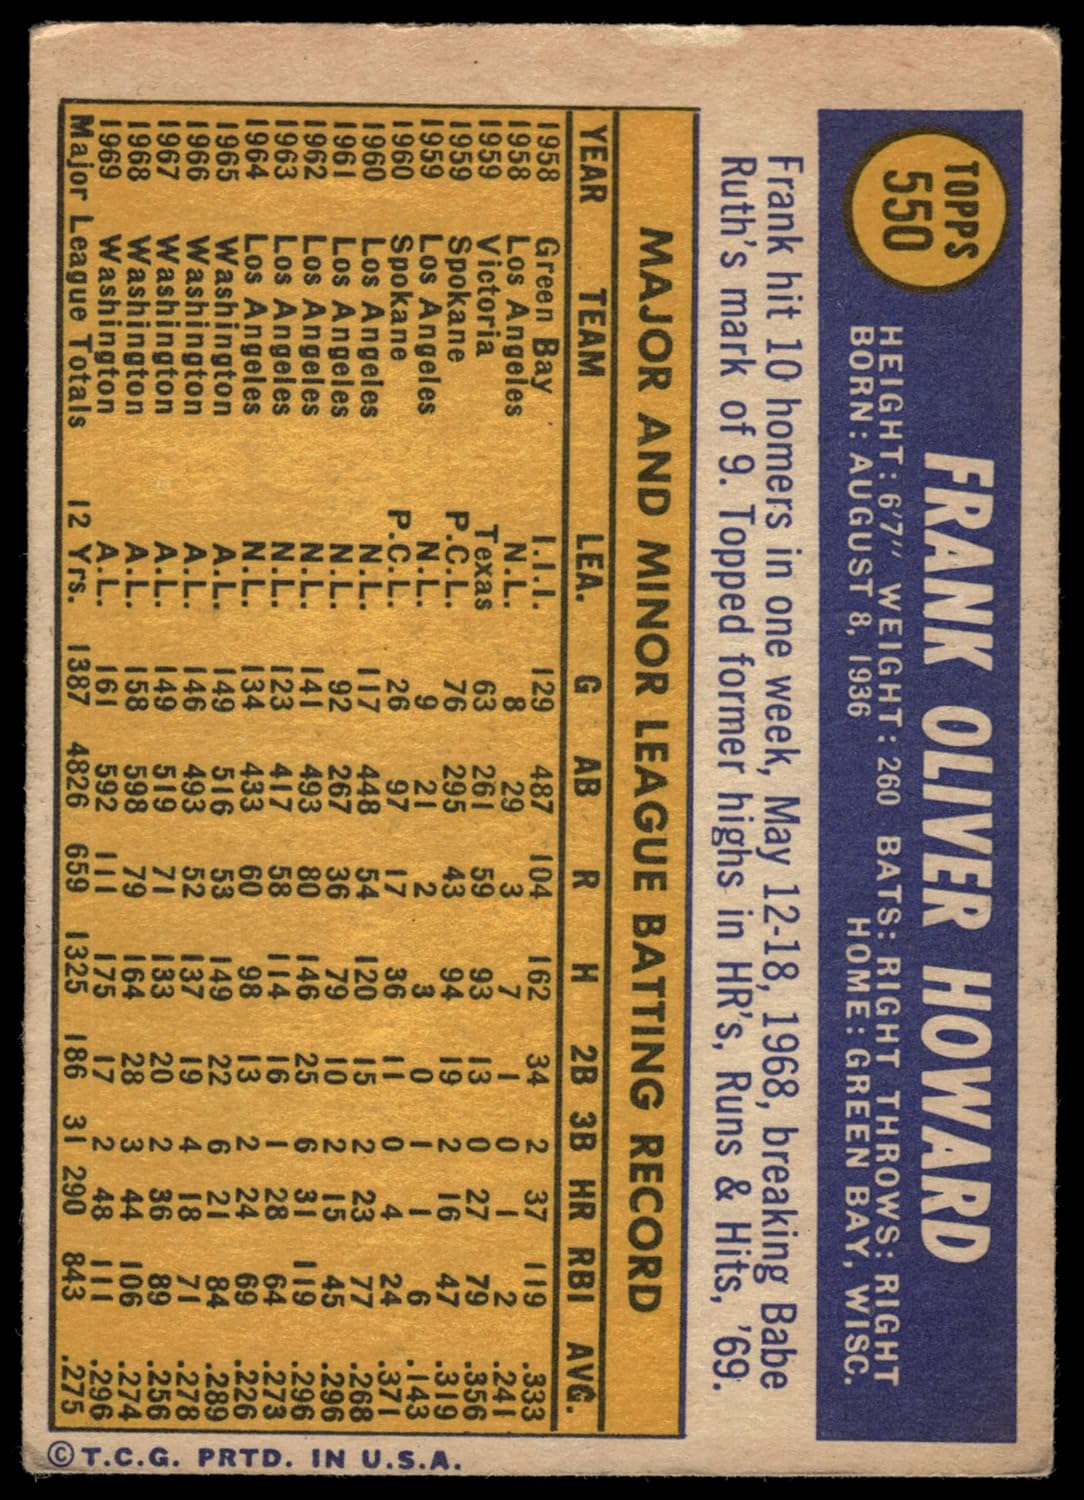 TOPPS
550
FRANK OLIVER HOWARD
HEIGHT: 6'7" WEIGHT: 260 BATS: RIGHT THROWS: RIGHT
BORN: AUGUST 8, 1936 HOME: GREEN BAY, WISC.
Frank hit 10 homers in one week, May 12-18, 1968, breaking Babe
Ruth's mark of 9. Topped former highs in HR's, Runs & Hits, '69.
MAJOR AND MINOR LEAGUE BATTING RECORD
YEAR TEAM LEA. G AB R H 2B 3B HR RBI AVG.
1958 Green Bay I.I.I. 129 487 104 162 34 2 37 119 .333
1958 Los Angeles N.L. 8 29 3 7 1 0 1 2 .241
1959 Victoria Texas 63 261 59 93 13 0 27 79 .356
1959 Spokane P.C.L. 76 295 43 94 19 2 16 47 .319
1959 Los Angeles N.L. 9 21 2 3 0 1 1 6 .143
1960 Spokane P.C.L. 26 97 17 36 11 0 4 24 .371
1960 Los Angeles N.L. 117 448 54 120 15 2 23 77 .268
1961 Los Angeles N.L. 92 267 36 79 10 2 15 45 .296
1962 Los Angeles N.L. 141 493 80 146 25 6 31 119 .296
1963 Los Angeles N.L. 123 417 58 114 16 1 28 64 .273
1964 Los Angeles N.L. 134 433 60 98 13 2 24 69 .226
1965 Washington A.L. 149 516 53 149 22 6 21 84 .289
1966 Washington A.L. 146 493 52 137 19 4 18 71 .278
1967 Washington A.L. 149 519 71 133 20 2 36 89 .256
1968 Washington A.L. 158 598 79 164 28 3 44 106 .274
1969 Washington A.L. 161 592 111 175 17 2 48 111 .296
Major League Totals 12 Yrs. 1387 4826 659 1325 186 31 290 843 .275
© T.C.G. PRTD. IN U.S.A.